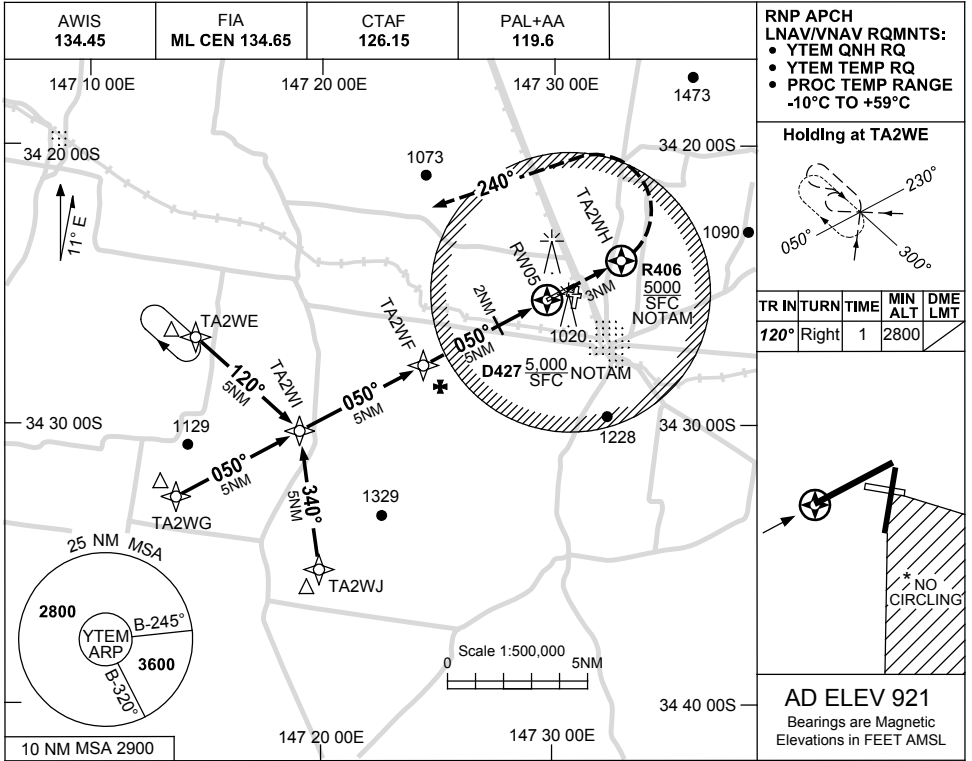 AWIS
134.45
FIA
ML CEN 134.65
CTAF
126.15
PAL+AA
119.6
RNP APCH
LNAV/VNAV RQMNTS:
• YTEM QNH RQ
• YTEM TEMP RQ
• PROC TEMP RANGE
-10°C TO +59°C
147 10 00E
147 20 00E
147 30 00E
1473
34 20 00S
34 20 00S
1073
11° E
240°
TA2WH
1090
RW05
3NM
R406
5000
SFC
NOTAM
1020
Holding at TA2WE
230°
050°
300°
TR IN
TURN
TIME
MIN ALT
DME LMT
120°
Right
1
2800
TA2WE
120°
5NM
TA2WI
TA2WF
2NM
050°
5NM
050°
5NM
D427 5,000 NOTAM
SFC
34 30 00S
34 30 00S
1129
1228
050°
5NM
TA2WG
340°
5NM
1329
TA2WJ
25 NM MSA
2800
YTEM
ARP
B-245°
3600
B-320°
Scale 1:500,000
0
5NM
* NO
CIRCLING
34 40 00S
147 20 00E
147 30 00E
10 NM MSA 2900
AD ELEV 921
Bearings are Magnetic
Elevations in FEET AMSL